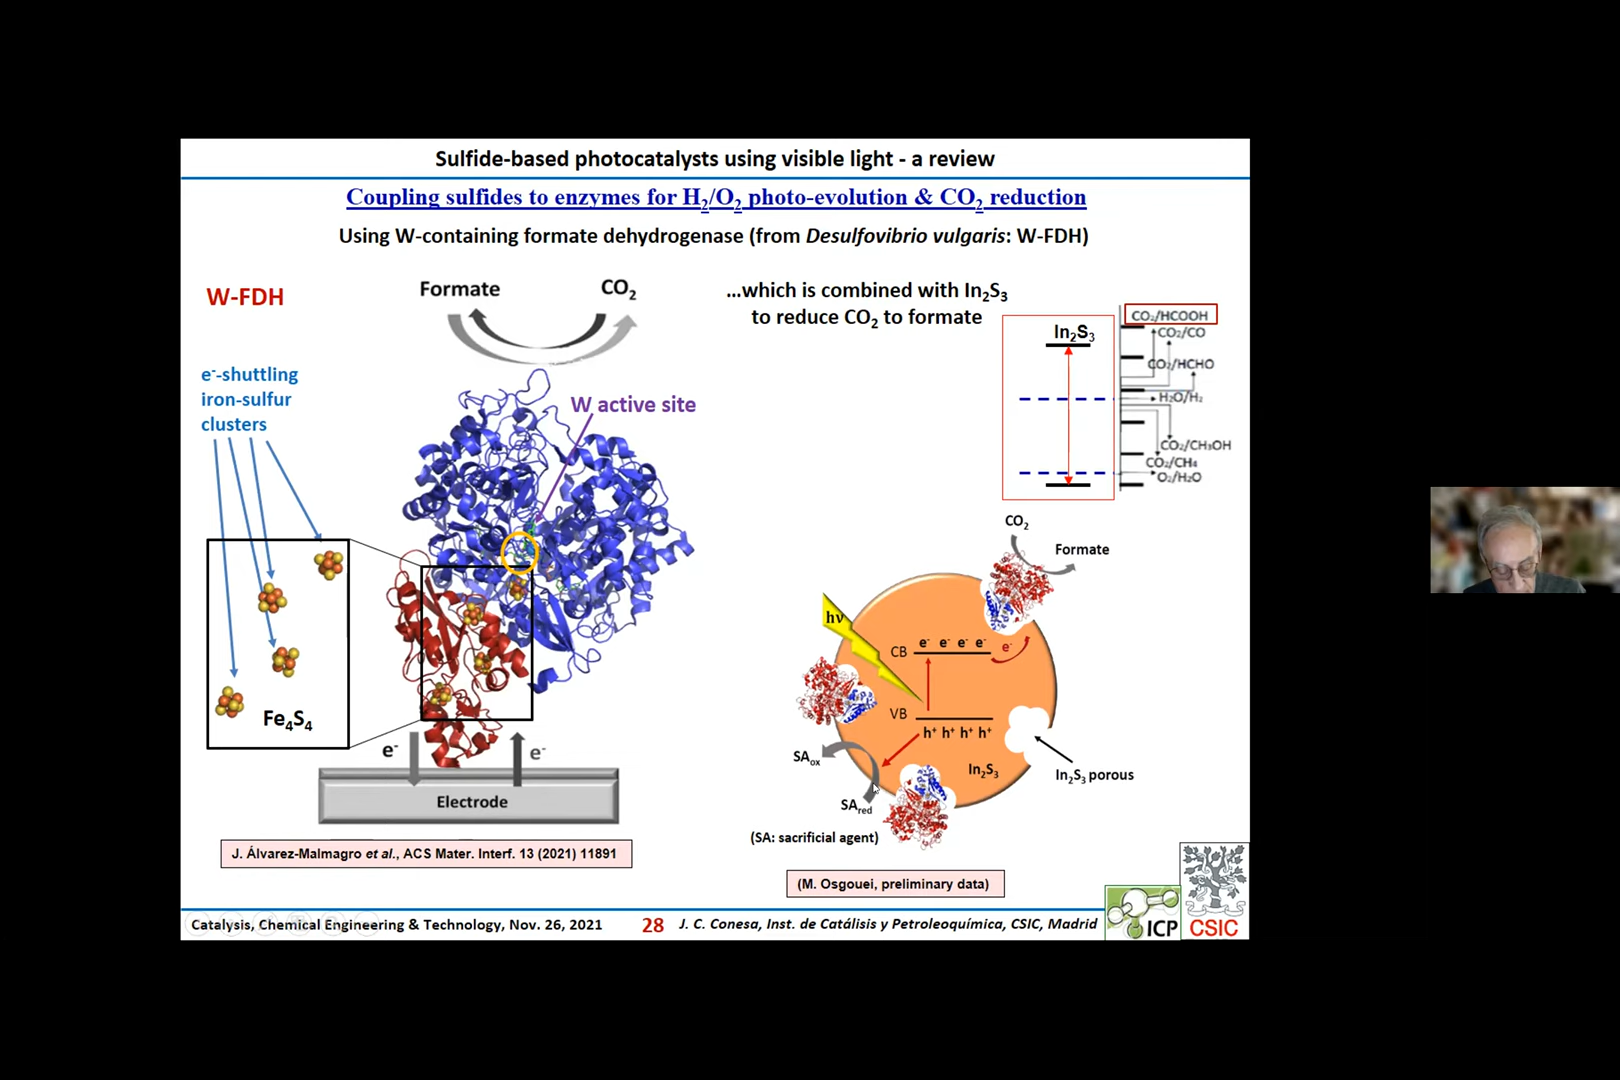 Sulfide-based photocatalysts using visible light - a review
Coupling sulfides to enzymes for H₂/O₂ photo-evolution & CO₂ reduction
Using W-containing formate dehydrogenase (from Desulfovibrio vulgaris: W-FDH)
W-FDH
Formate
CO₂
e⁻-shuttling
iron-sulfur
clusters
W active site
Fe₄S₄
e⁻
e⁻
Electrode
J. Álvarez-Malmagro et al., ACS Mater. Interf. 13 (2021) 11891
...which is combined with In₂S₃
to reduce CO₂ to formate
In₂S₃
CO₂/HCOOH
CO₂/CO
CO₂/HCHO
H₂O/H₂
CO₂/CH₃OH
CO₂/CH₄
O₂/H₂O
CO₂
Formate
hν
CB
e⁻ e⁻ e⁻ e⁻
e⁻
VB
h⁺ h⁺ h⁺ h⁺
SAox
In₂S₃
In₂S₃ porous
SAred
(SA: sacrificial agent)
(M. Osgouei, preliminary data)
Catalysis, Chemical Engineering & Technology, Nov. 26, 2021
28
J. C. Conesa, Inst. de Catálisis y Petroleoquímica, CSIC, Madrid
ICP
CSIC